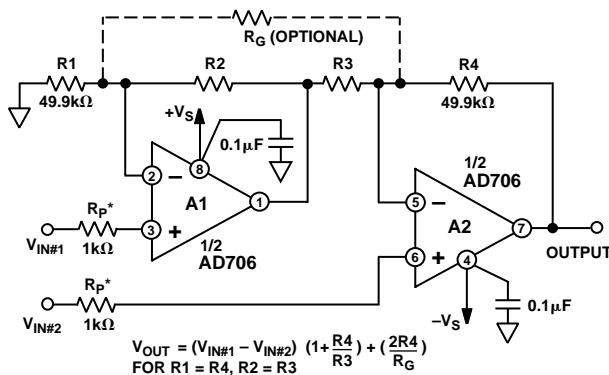 R_G (OPTIONAL)
R1
R2
R3
R4
49.9kΩ
49.9kΩ
+V_S
0.1µF
8
2
−
A1
1
3
+
1/2
AD706
R_P*
1kΩ
V_IN#1
1/2
AD706
5
−
A2
7
6
+
4
OUTPUT
R_P*
1kΩ
V_IN#2
−V_S
0.1µF
V_OUT = (V_IN#1 − V_IN#2) (1+ R4/R3) + (2R4/R_G)
FOR R1 = R4, R2 = R3